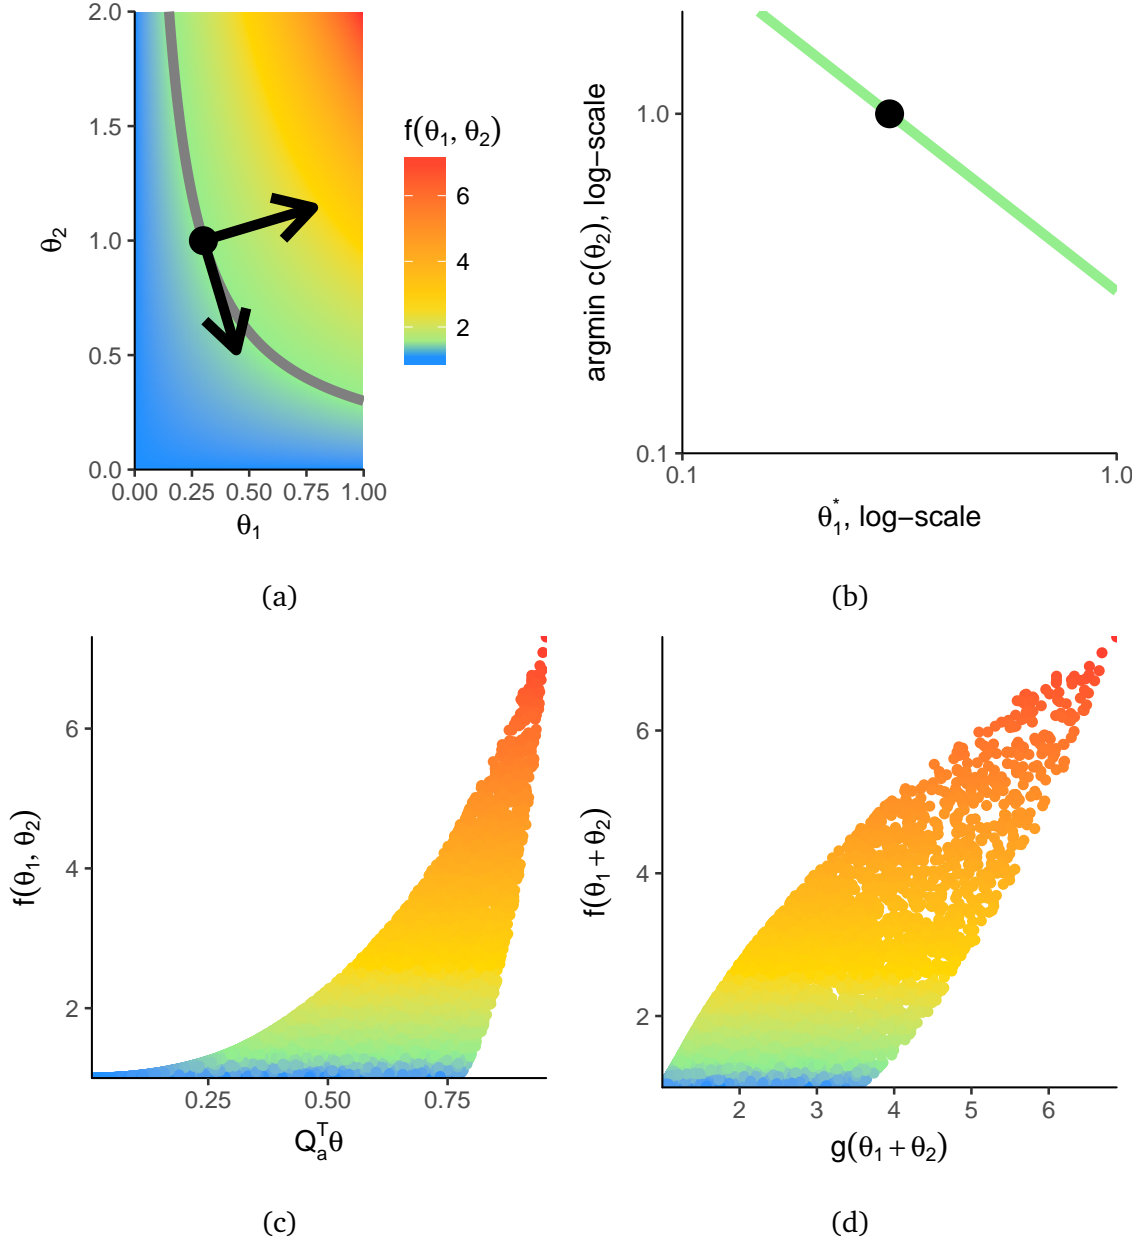 2.0
1.5
1.0
0.5
0.0
θ₂
0.00 0.25 0.50 0.75 1.00
θ₁
f(θ₁, θ₂)
6
4
2
(a)
argmin c(θ₂), log−scale
1.0
0.1
0.1 1.0
θ₁*, log−scale
(b)
f(θ₁, θ₂)
6
4
2
0.25 0.50 0.75
Qₐᵀθ
(c)
f(θ₁ + θ₂)
6
4
2
2 3 4 5 6
g(θ₁ + θ₂)
(d)